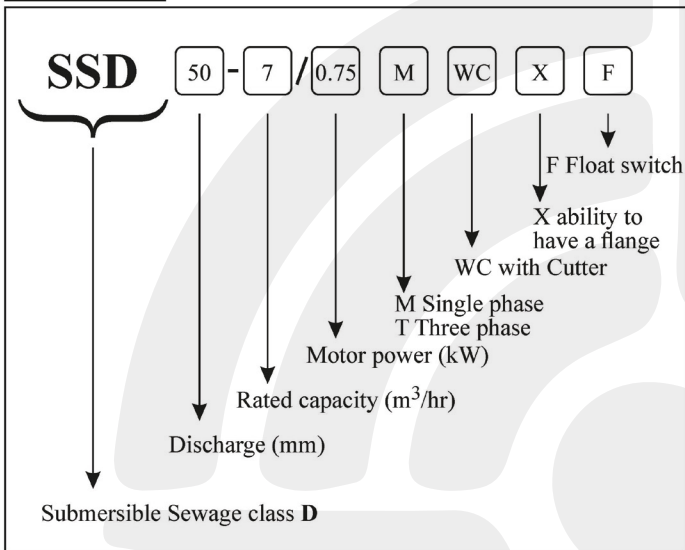 SSD 50 - 7 / 0.75 M WC X F
F Float switch
X ability to
have a flange
WC with Cutter
M Single phase
T Three phase
Motor power (kW)
Rated capacity (m³/hr)
Discharge (mm)
Submersible Sewage class D